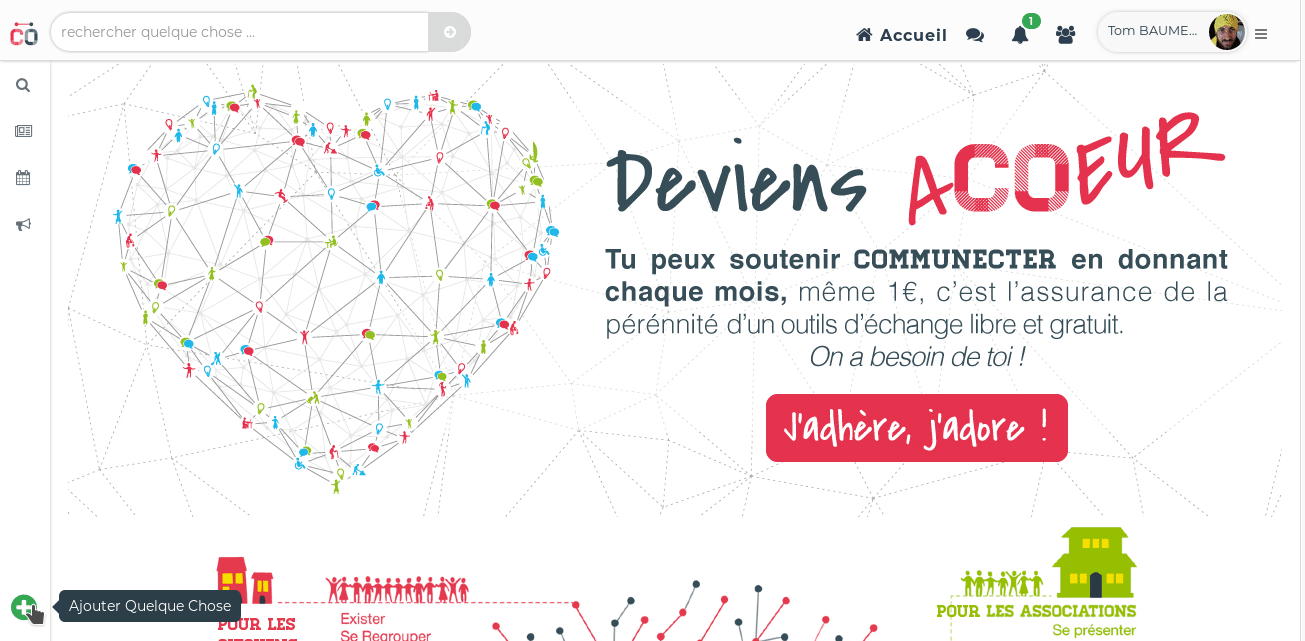 CO
rechercher quelque chose ...
Accueil
1
Tom BAUME...
Deviens ACOEUR
Tu peux soutenir COMMUNECTER en donnant
chaque mois, même 1€, c'est l'assurance de la
pérénnité d'un outils d'échange libre et gratuit.
On a besoin de toi !
J'adhère, j'adore !
Ajouter Quelque Chose
POUR LES
Exister
Se Regrouper
POUR LES ASSOCIATIONS
Se présenter